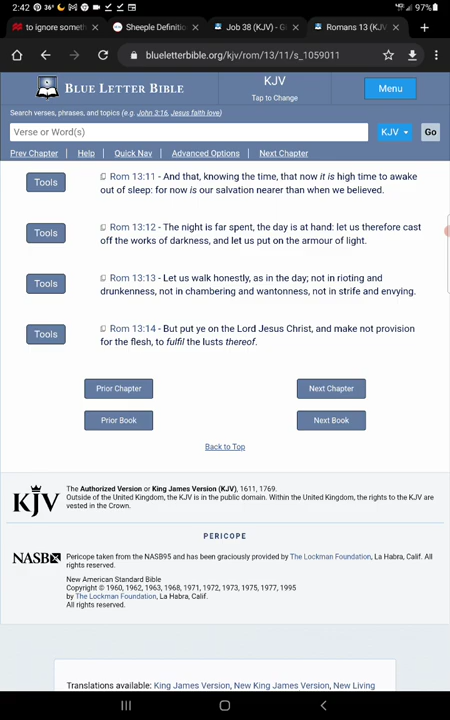 2:42 36° 97%
to ignore someth × Sheeple Definitio × Job 38 (KJV) - G × Romans 13 (KJV) ×
blueletterbible.org/kjv/rom/13/11/s_1059011
BLUE LETTER BIBLE KJV Tap to Change Menu
Search verses, phrases, and topics (e.g. John 3:16, Jesus faith love)
Verse or Word(s) KJV Go
Prev Chapter | Help | Quick Nav | Advanced Options | Next Chapter
Tools Rom 13:11 - And that, knowing the time, that now it is high time to awake
out of sleep: for now is our salvation nearer than when we believed.
Tools Rom 13:12 - The night is far spent, the day is at hand: let us therefore cast
off the works of darkness, and let us put on the armour of light.
Tools Rom 13:13 - Let us walk honestly, as in the day; not in rioting and
drunkenness, not in chambering and wantonness, not in strife and envying.
Tools Rom 13:14 - But put ye on the Lord Jesus Christ, and make not provision
for the flesh, to fulfil the lusts thereof.
Prior Chapter Next Chapter
Prior Book Next Book
Back to Top
KJV The Authorized Version or King James Version (KJV), 1611, 1769.
Outside of the United Kingdom, the KJV is in the public domain. Within the United Kingdom, the rights to the KJV are
vested in the Crown.
PERICOPE
NASB Pericope taken from the NASB95 and has been graciously provided by The Lockman Foundation, La Habra, Calif. All
rights reserved.
New American Standard Bible
Copyright © 1960, 1962, 1963, 1968, 1971, 1972, 1973, 1975, 1977, 1995
by The Lockman Foundation, La Habra, Calif.
All rights reserved.
Translations available: King James Version, New King James Version, New Living